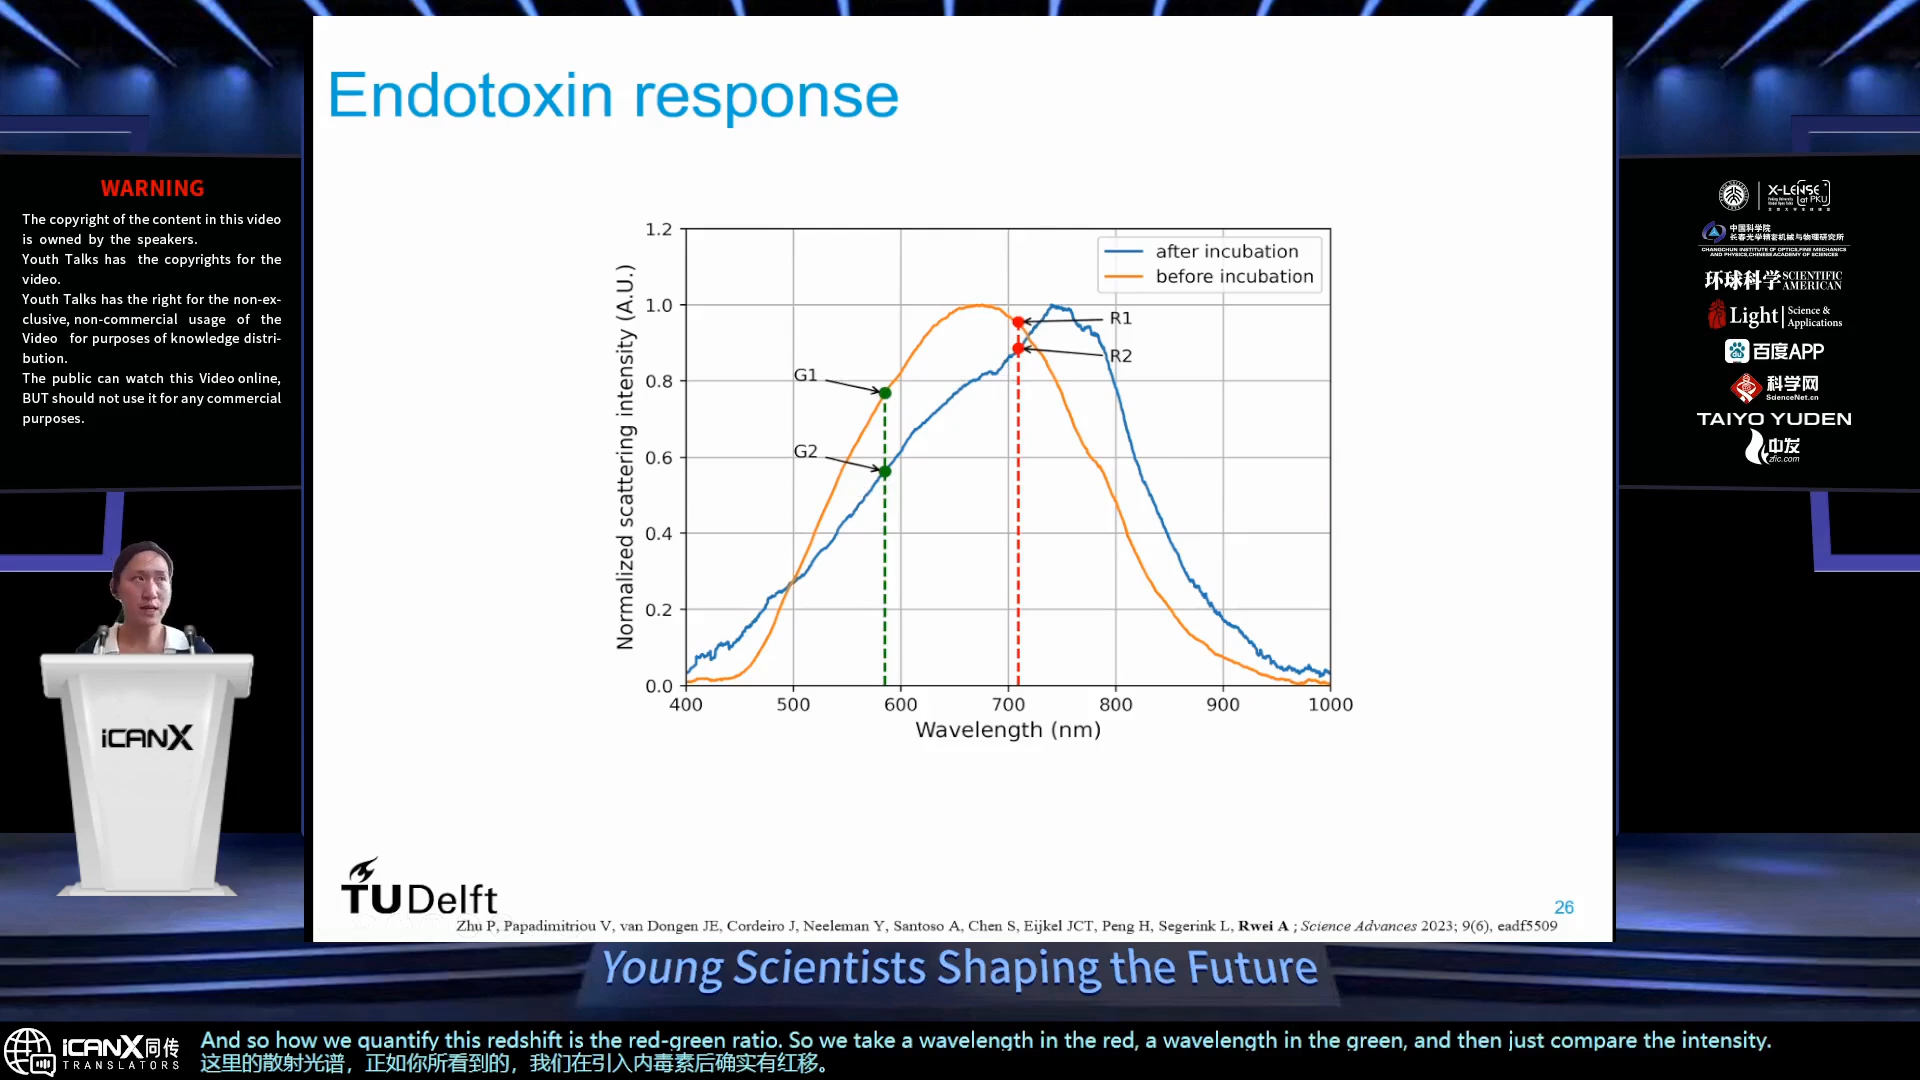 Endotoxin response
WARNING
The copyright of the content in this video
is owned by the speakers.
Youth Talks has the copyrights for the
video.
Youth Talks has the right for the non-ex-
clusive, non-commercial usage of the
Video for purposes of knowledge distri-
bution.
The public can watch this Video online,
BUT should not use it for any commercial
purposes.
iCANX
Normalized scattering intensity (A.U.)
1.2
1.0
0.8
0.6
0.4
0.2
0.0
after incubation
before incubation
R1
R2
G1
G2
400 500 600 700 800 900 1000
Wavelength (nm)
TU Delft
26
Zhu P, Papadimitriou V, van Dongen JE, Cordeiro J, Neeleman Y, Santoso A, Chen S, Eijkel JCT, Peng H, Segerink L, Rwei A ; Science Advances 2023; 9(6), eadf5509
X-LENSE
at PKU
中国科学院
长春光学精密机械与物理研究所
CHANGCHUN INSTITUTE OF OPTICS, FINE MECHANICS
AND PHYSICS, CHINESE ACADEMY OF SCIENCES
环球科学 SCIENTIFIC AMERICAN
Light Science & Applications
百度APP
科学网
ScienceNet.cn
TAIYO YUDEN
中发
zfic.com
Young Scientists Shaping the Future
iCANX同传
TRANSLATORS
And so how we quantify this redshift is the red-green ratio. So we take a wavelength in the red, a wavelength in the green, and then just compare the intensity.
这里的散射光谱，正如你所看到的，我们在引入内毒素后确实有红移。